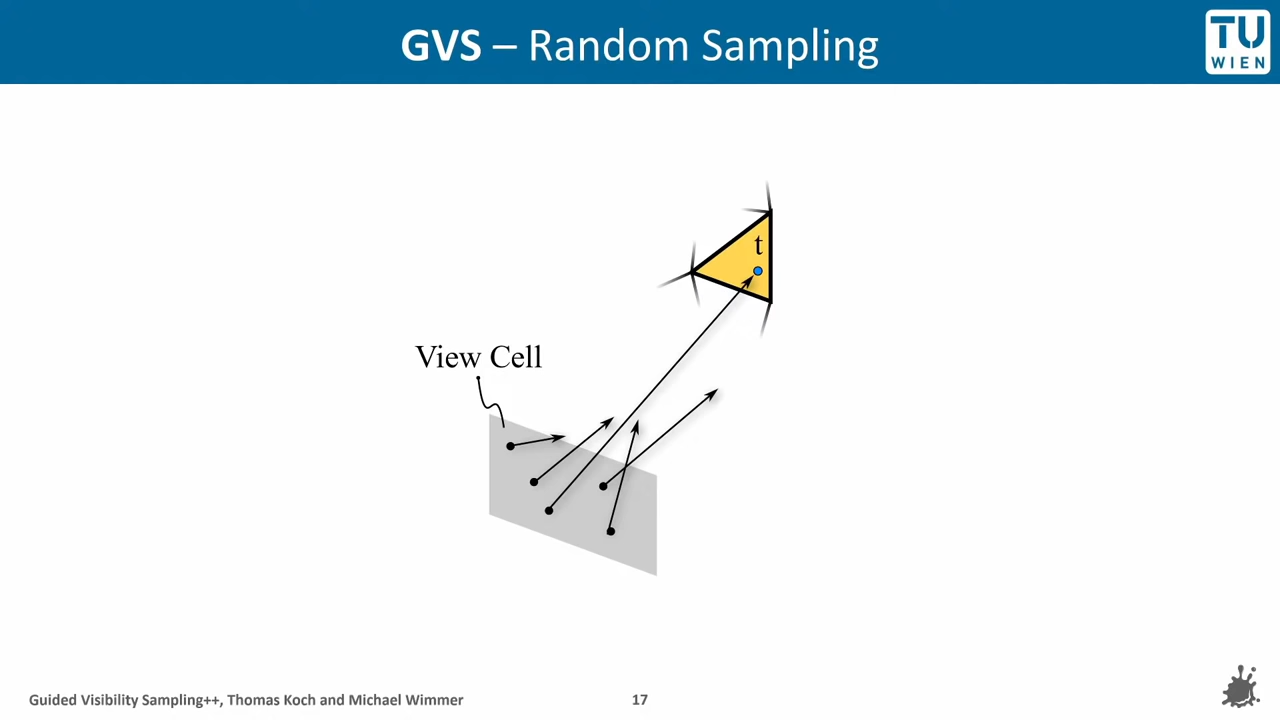 GVS – Random Sampling
TU
WIEN
t
View Cell
Guided Visibility Sampling++, Thomas Koch and Michael Wimmer
17